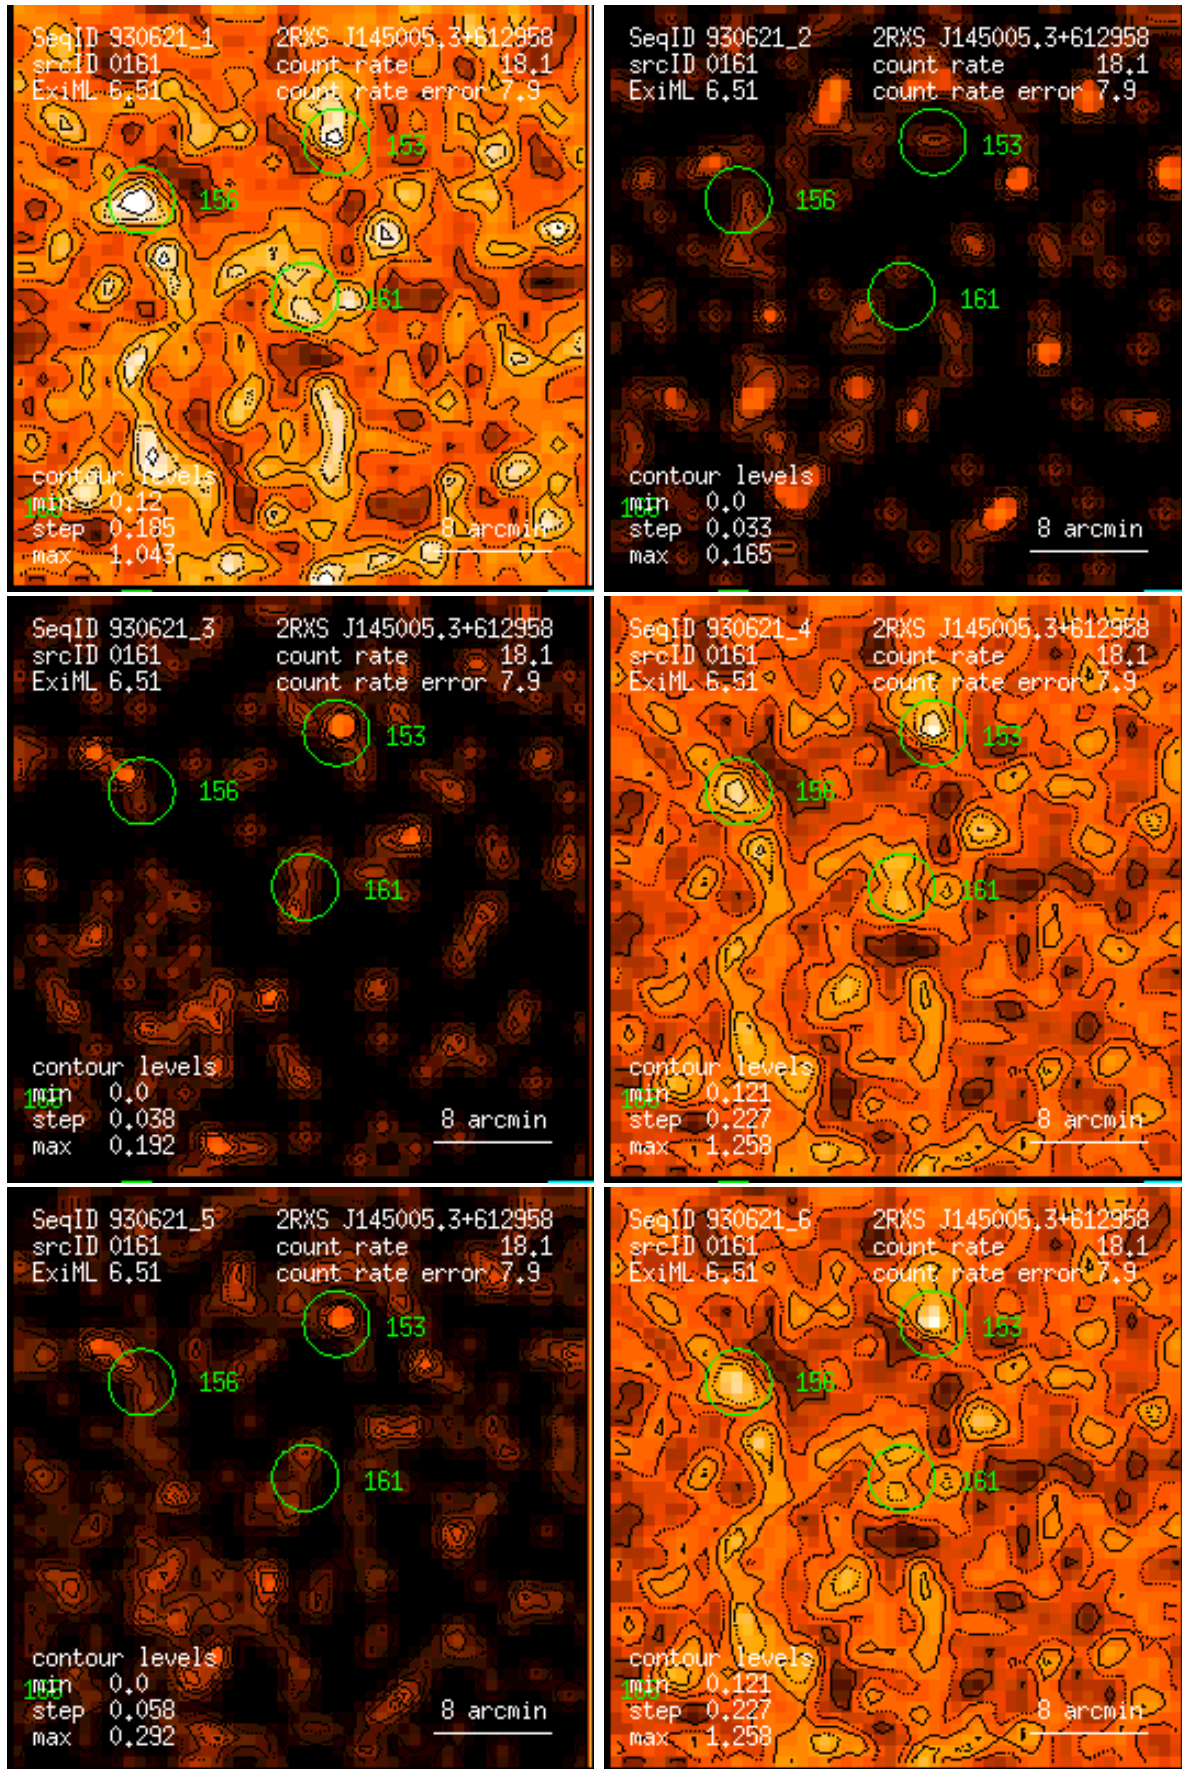 SeqID 930621_1 2RXS J145005.3+612958
srcID 0161 count rate 18.1
ExiML 6.51 count rate error 7.9
153
156
161
contour levels
min 0.12
step 0.185 8 arcmin
max 1.043
SeqID 930621_2 2RXS J145005.3+612958
srcID 0161 count rate 18.1
ExiML 6.51 count rate error 7.9
153
156
161
contour levels
min 0.0
step 0.033 8 arcmin
max 0.165
SeqID 930621_3 2RXS J145005.3+612958
srcID 0161 count rate 18.1
ExiML 6.51 count rate error 7.9
153
156
161
contour levels
min 0.0
step 0.038 8 arcmin
max 0.192
SeqID 930621_4 2RXS J145005.3+612958
srcID 0161 count rate 18.1
ExiML 6.51 count rate error 7.9
153
156
161
contour levels
min 0.121
step 0.227 8 arcmin
max 1.258
SeqID 930621_5 2RXS J145005.3+612958
srcID 0161 count rate 18.1
ExiML 6.51 count rate error 7.9
153
156
161
contour levels
min 0.0
step 0.058 8 arcmin
max 0.292
SeqID 930621_6 2RXS J145005.3+612958
srcID 0161 count rate 18.1
ExiML 6.51 count rate error 7.9
153
156
161
contour levels
min 0.121
step 0.227 8 arcmin
max 1.258